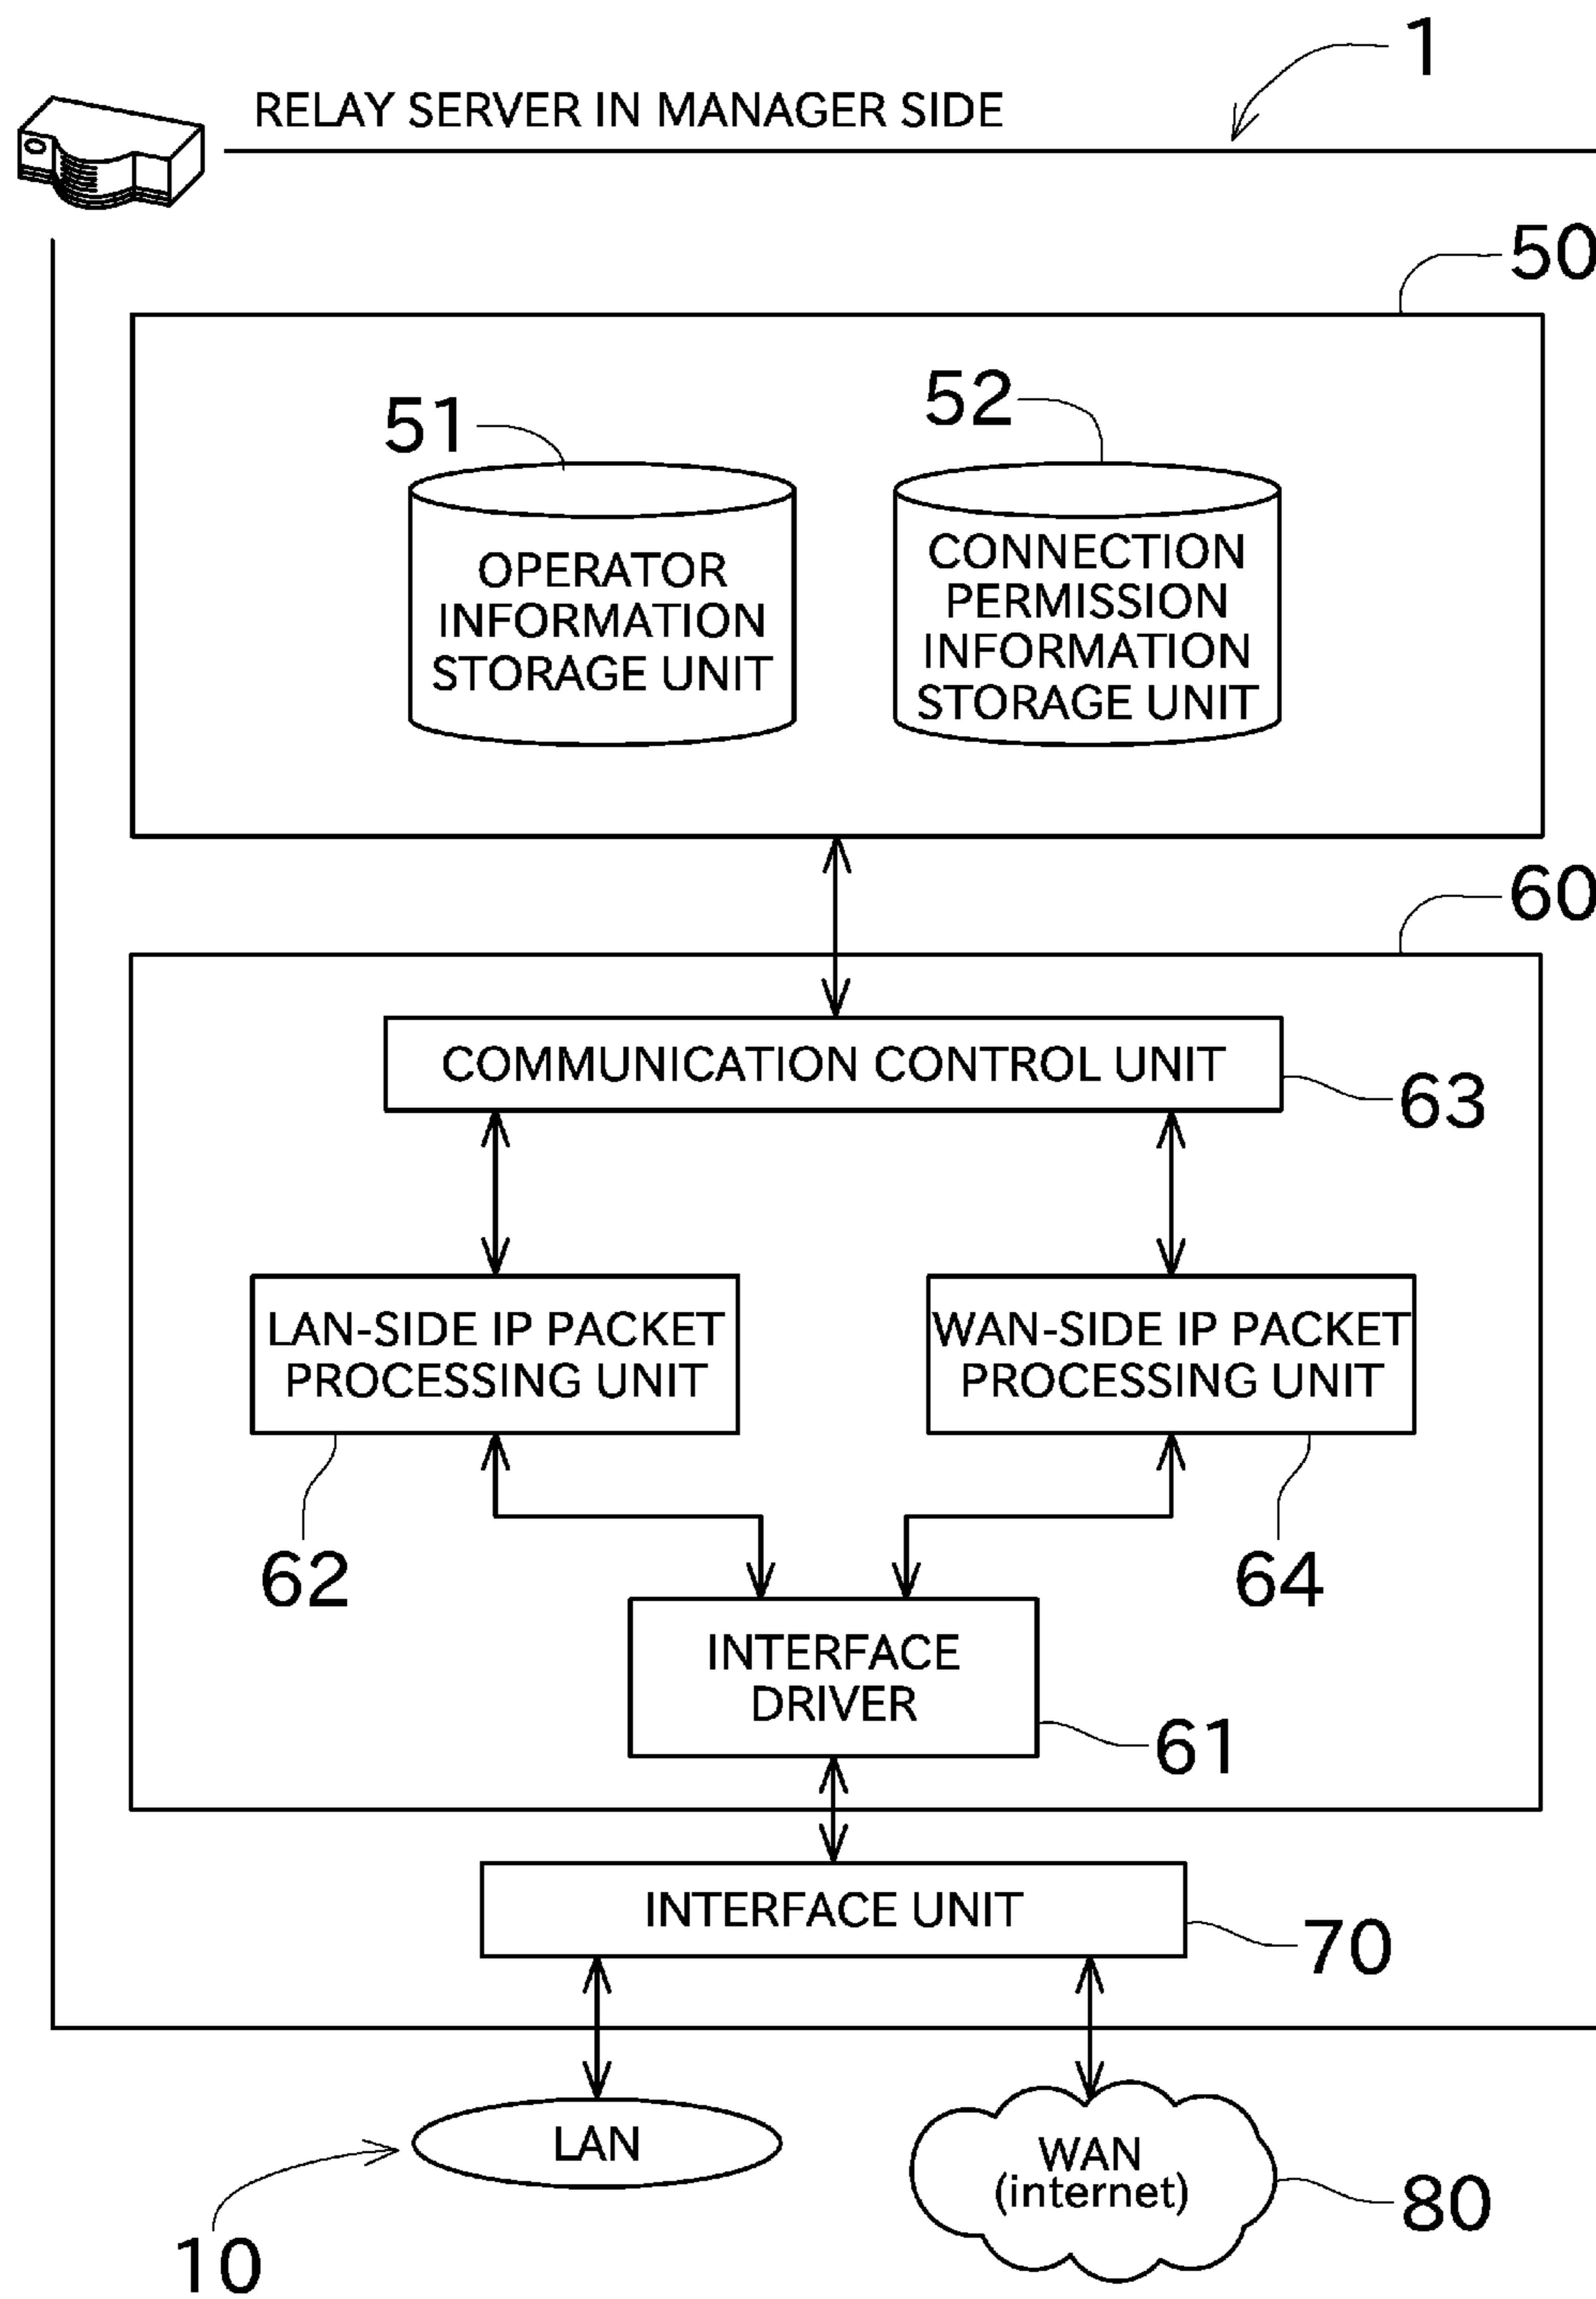 1
RELAY SERVER IN MANAGER SIDE
50
51
52
OPERATOR
INFORMATION
STORAGE UNIT
CONNECTION
PERMISSION
INFORMATION
STORAGE UNIT
60
COMMUNICATION CONTROL UNIT
63
LAN-SIDE IP PACKET
PROCESSING UNIT
WAN-SIDE IP PACKET
PROCESSING UNIT
62
64
INTERFACE
DRIVER
61
INTERFACE UNIT
70
LAN
WAN
(internet)
80
10